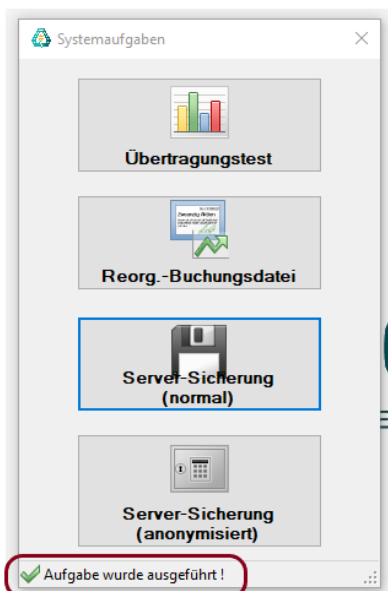 Systemaufgaben
Übertragungstest
Reorg.-Buchungsdatei
Server-Sicherung
(normal)
Server-Sicherung
(anonymisiert)
Aufgabe wurde ausgeführt !